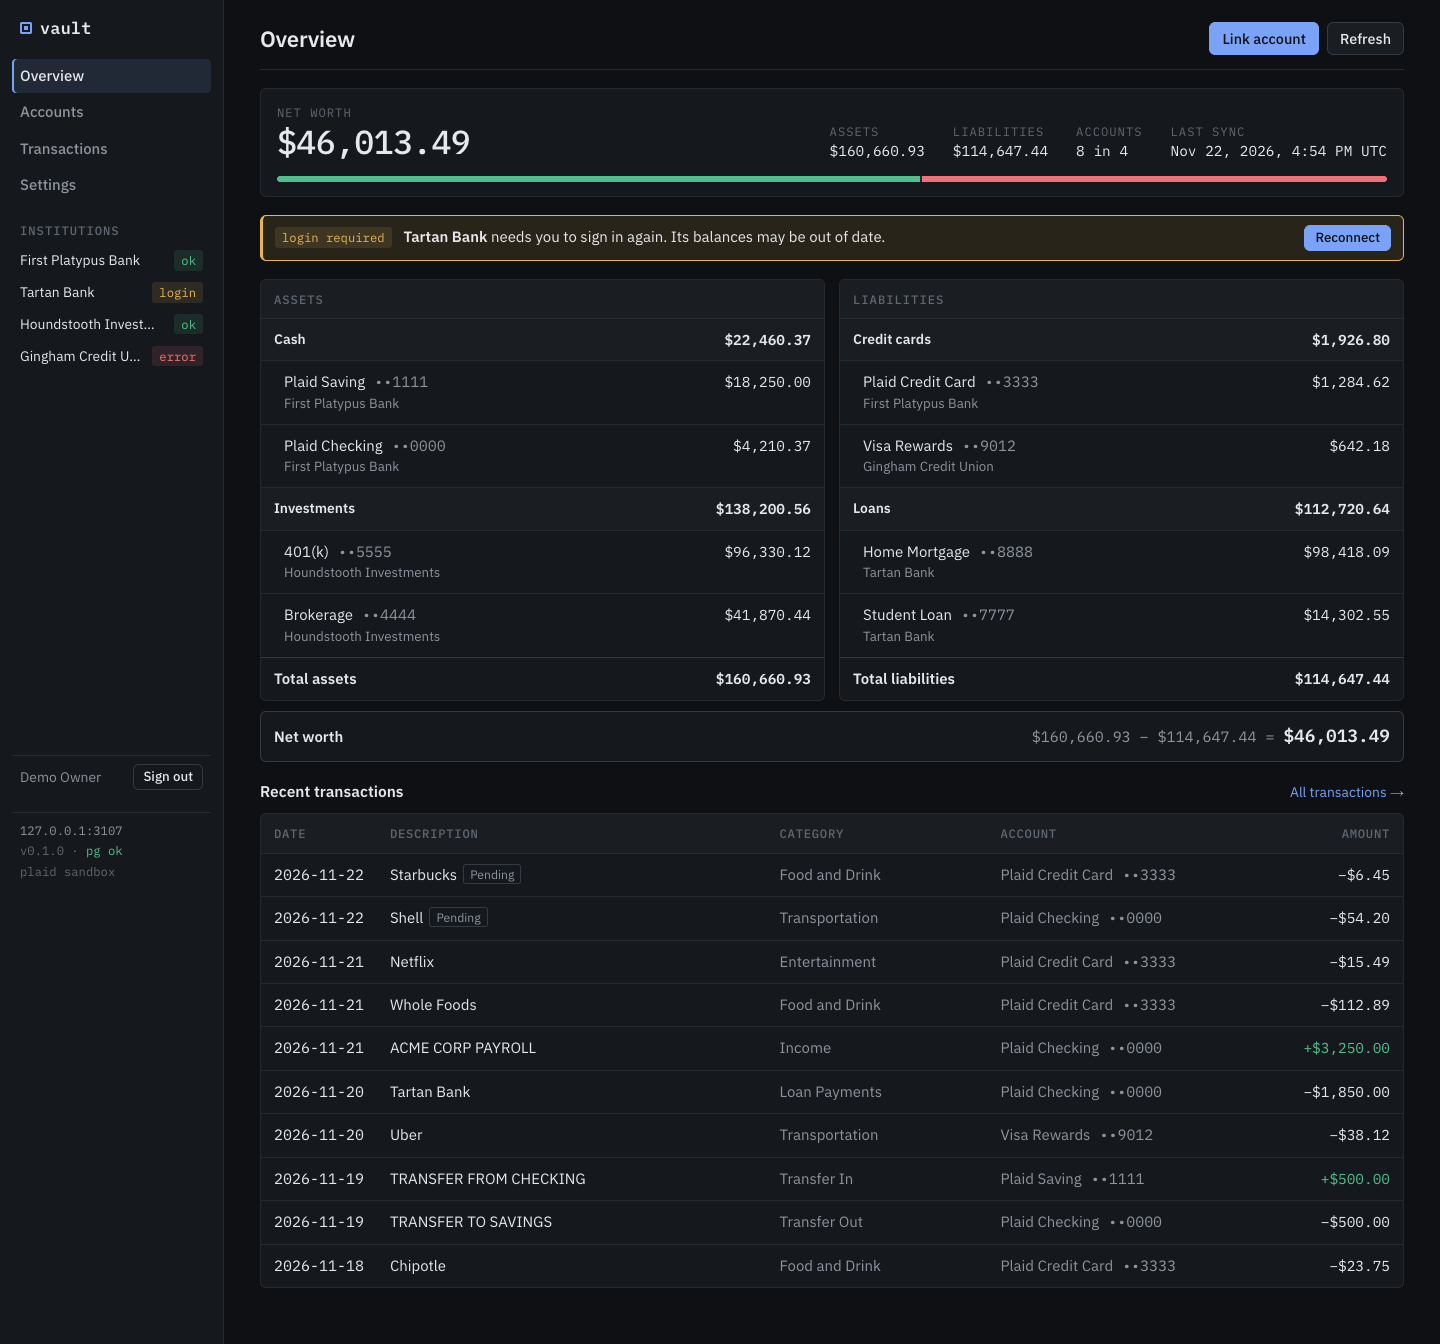 vault
Overview
Accounts
Transactions
Settings
INSTITUTIONS
First Platypus Bank ok
Tartan Bank login
Houndstooth Invest... ok
Gingham Credit U... error
Demo Owner Sign out
127.0.0.1:3107
v0.1.0 · pg ok
plaid sandbox
Overview
Link account Refresh
NET WORTH
$46,013.49
ASSETS LIABILITIES ACCOUNTS LAST SYNC
$160,660.93 $114,647.44 8 in 4 Nov 22, 2026, 4:54 PM UTC
login required Tartan Bank needs you to sign in again. Its balances may be out of date. Reconnect
ASSETS
Cash $22,460.37
Plaid Saving ••1111 $18,250.00
First Platypus Bank
Plaid Checking ••0000 $4,210.37
First Platypus Bank
Investments $138,200.56
401(k) ••5555 $96,330.12
Houndstooth Investments
Brokerage ••4444 $41,870.44
Houndstooth Investments
Total assets $160,660.93
LIABILITIES
Credit cards $1,926.80
Plaid Credit Card ••3333 $1,284.62
First Platypus Bank
Visa Rewards ••9012 $642.18
Gingham Credit Union
Loans $112,720.64
Home Mortgage ••8888 $98,418.09
Tartan Bank
Student Loan ••7777 $14,302.55
Tartan Bank
Total liabilities $114,647.44
Net worth $160,660.93 − $114,647.44 = $46,013.49
Recent transactions All transactions →
DATE DESCRIPTION CATEGORY ACCOUNT AMOUNT
2026-11-22 Starbucks Pending Food and Drink Plaid Credit Card ••3333 −$6.45
2026-11-22 Shell Pending Transportation Plaid Checking ••0000 −$54.20
2026-11-21 Netflix Entertainment Plaid Credit Card ••3333 −$15.49
2026-11-21 Whole Foods Food and Drink Plaid Credit Card ••3333 −$112.89
2026-11-21 ACME CORP PAYROLL Income Plaid Checking ••0000 +$3,250.00
2026-11-20 Tartan Bank Loan Payments Plaid Checking ••0000 −$1,850.00
2026-11-20 Uber Transportation Visa Rewards ••9012 −$38.12
2026-11-19 TRANSFER FROM CHECKING Transfer In Plaid Saving ••1111 +$500.00
2026-11-19 TRANSFER TO SAVINGS Transfer Out Plaid Checking ••0000 −$500.00
2026-11-18 Chipotle Food and Drink Plaid Credit Card ••3333 −$23.75